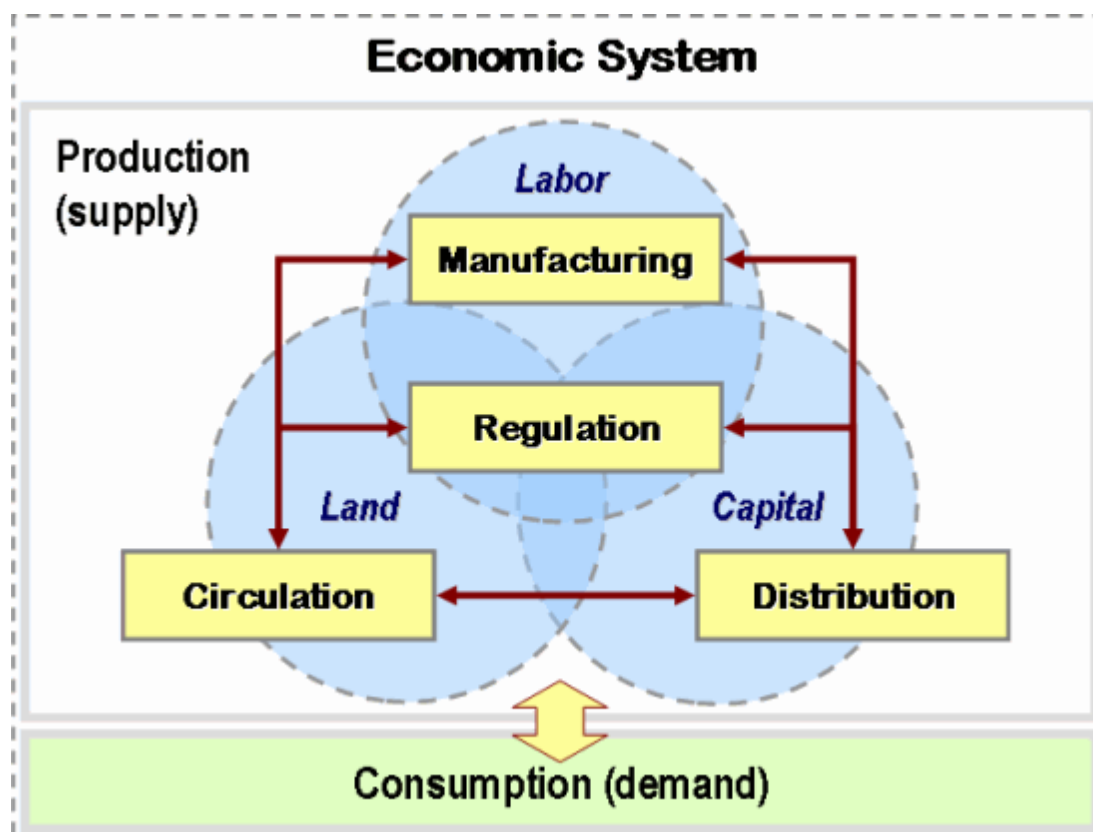 Economic System
Production
(supply)
Labor
Manufacturing
Regulation
Land
Capital
Circulation
Distribution
Consumption (demand)